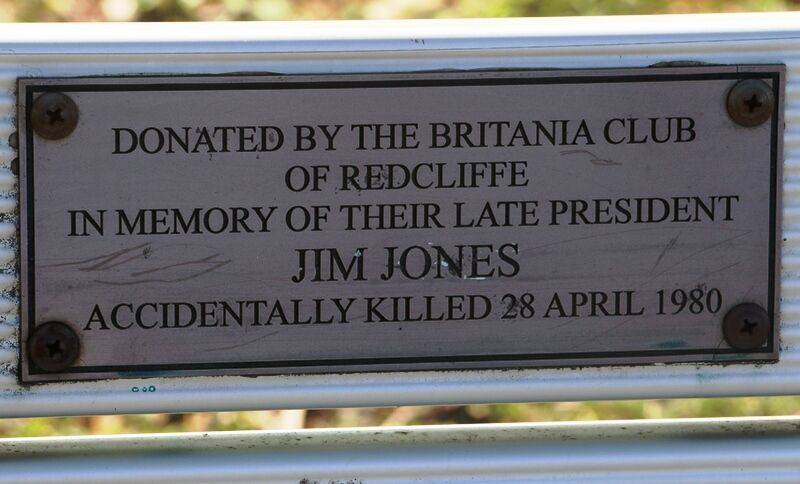 DONATED BY THE BRITANIA CLUB
OF REDCLIFFE
IN MEMORY OF THEIR LATE PRESIDENT
JIM JONES
ACCIDENTALLY KILLED 28 APRIL 1980